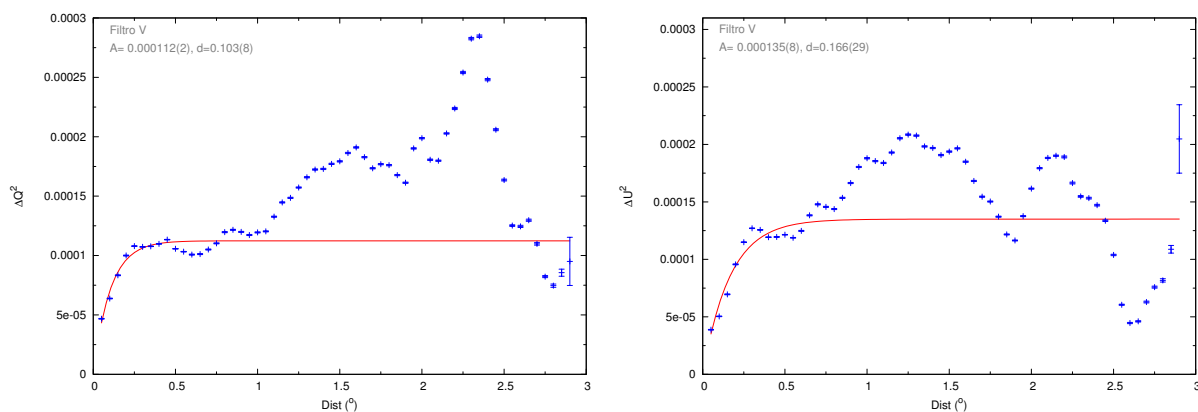 Filtro V
A= 0.000112(2), d=0.103(8)
0.0003
0.00025
0.0002
0.00015
0.0001
5e-05
0
ΔQ²
0 0.5 1 1.5 2 2.5 3
Dist (°)
Filtro V
A= 0.000135(8), d=0.166(29)
0.0003
0.00025
0.0002
0.00015
0.0001
5e-05
0
ΔU²
0 0.5 1 1.5 2 2.5 3
Dist (°)